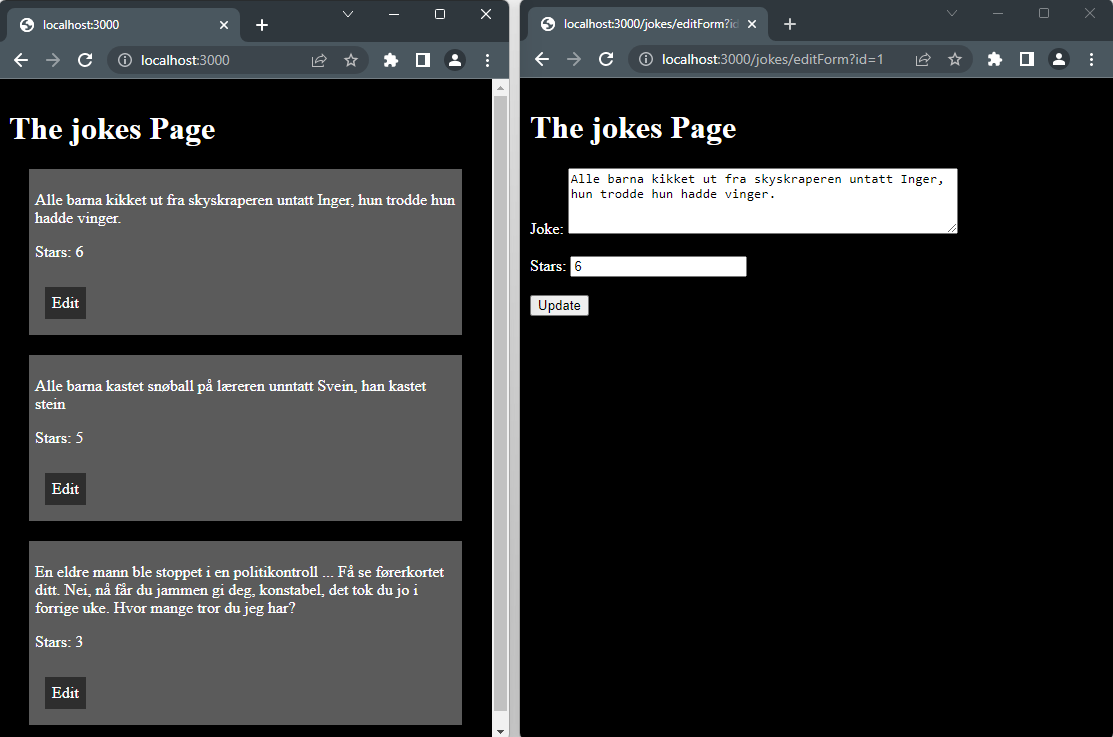 localhost:3000
localhost:3000
The jokes Page
Alle barna kikket ut fra skyskraperen untatt Inger, hun trodde hun
hadde vinger.
Stars: 6
Edit
Alle barna kastet snøball på læreren unntatt Svein, han kastet
stein
Stars: 5
Edit
En eldre mann ble stoppet i en politikontroll ... Få se førerkortet
ditt. Nei, nå får du jammen gi deg, konstabel, det tok du jo i
forrige uke. Hvor mange tror du jeg har?
Stars: 3
Edit
localhost:3000/jokes/editForm?id
localhost:3000/jokes/editForm?id=1
The jokes Page
Joke:
Alle barna kikket ut fra skyskraperen untatt Inger,
hun trodde hun hadde vinger.
Stars: 6
Update